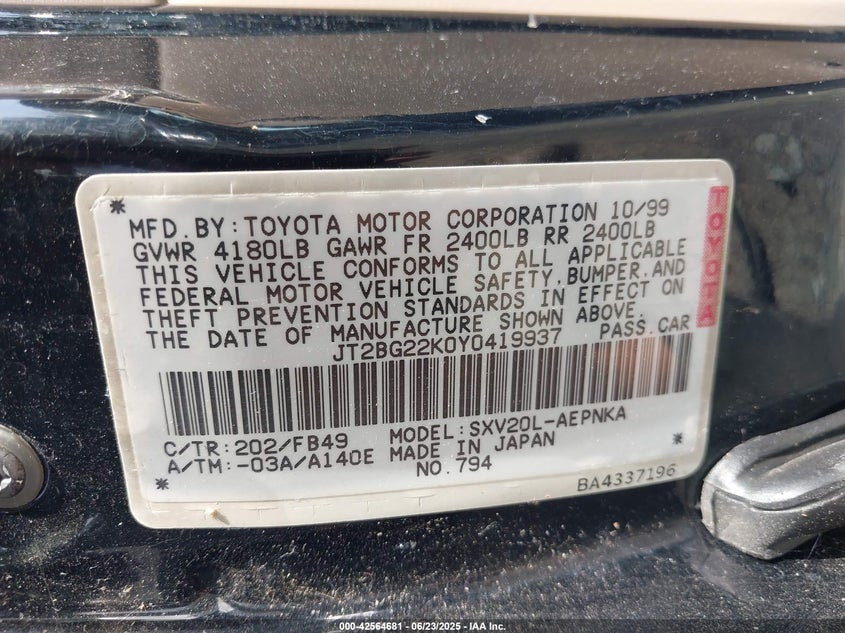 * MFD.BY:TOYOTA MOTOR CORPORATION 10/99
GVWR 4180LB GAWR FR 2400LB RR 2400LB
THIS VEHICLE CONFORMS TO ALL APPLICABLE
FEDERAL MOTOR VEHICLE SAFETY,BUMPER,AND
THEFT PREVENTION STANDARDS IN EFFECT ON
THE DATE OF MANUFACTURE SHOWN ABOVE.
JT2BG22K0Y0419937 PASS.CAR
TOYOTA
C/TR:202/FB49 MODEL:SXV20L-AEPNKA
A/TM:-03A/A140E MADE IN JAPAN *
* NO.794
BA4337196
000-42564681 - 06/23/2025 - IAA Inc.